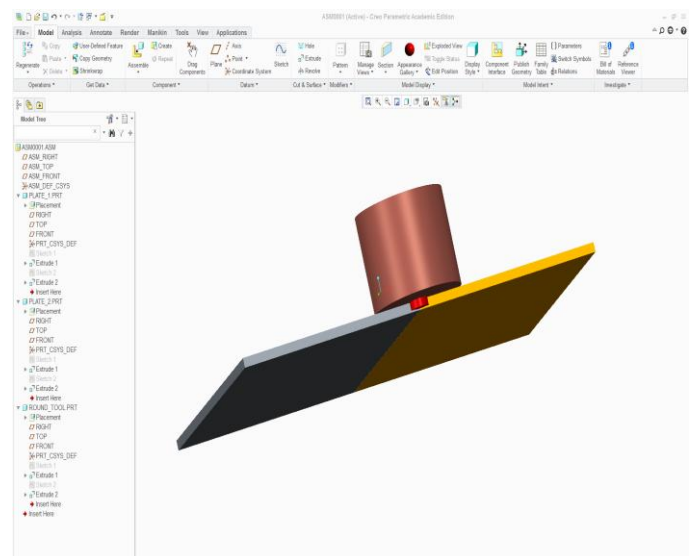 ASM0001 (Active) - Creo Parametric Academic Edition
File Model Analysis Annotate Render Manikin Tools View Applications
Regenerate
Copy
Paste
Delete
User-Defined Feature
Copy Geometry
Shrinkwrap
Assemble
Create
Repeat
Drag Components
Plane
Axis
Point
Coordinate System
Sketch
Hole
Extrude
Revolve
Pattern
Manage Views
Section
Appearance Gallery
Exploded View
Toggle Status
Edit Position
Display Style
Component Interface
Publish Geometry
Family Table
Parameters
Switch Symbols
d= Relations
Bill of Materials
Reference Viewer
Operations Get Data Component Datum Cut & Surface Modifiers Model Display Model Intent Investigate
Model Tree
ASM0001.ASM
ASM_RIGHT
ASM_TOP
ASM_FRONT
ASM_DEF_CSYS
PLATE_1.PRT
Placement
RIGHT
TOP
FRONT
PRT_CSYS_DEF
Sketch 1
Extrude 1
Sketch 2
Extrude 2
Insert Here
PLATE_2.PRT
Placement
RIGHT
TOP
FRONT
PRT_CSYS_DEF
Sketch 1
Extrude 1
Sketch 2
Extrude 2
Insert Here
ROUND_TOOL.PRT
Placement
RIGHT
TOP
FRONT
PRT_CSYS_DEF
Sketch 1
Extrude 1
Sketch 2
Extrude 2
Insert Here
Insert Here